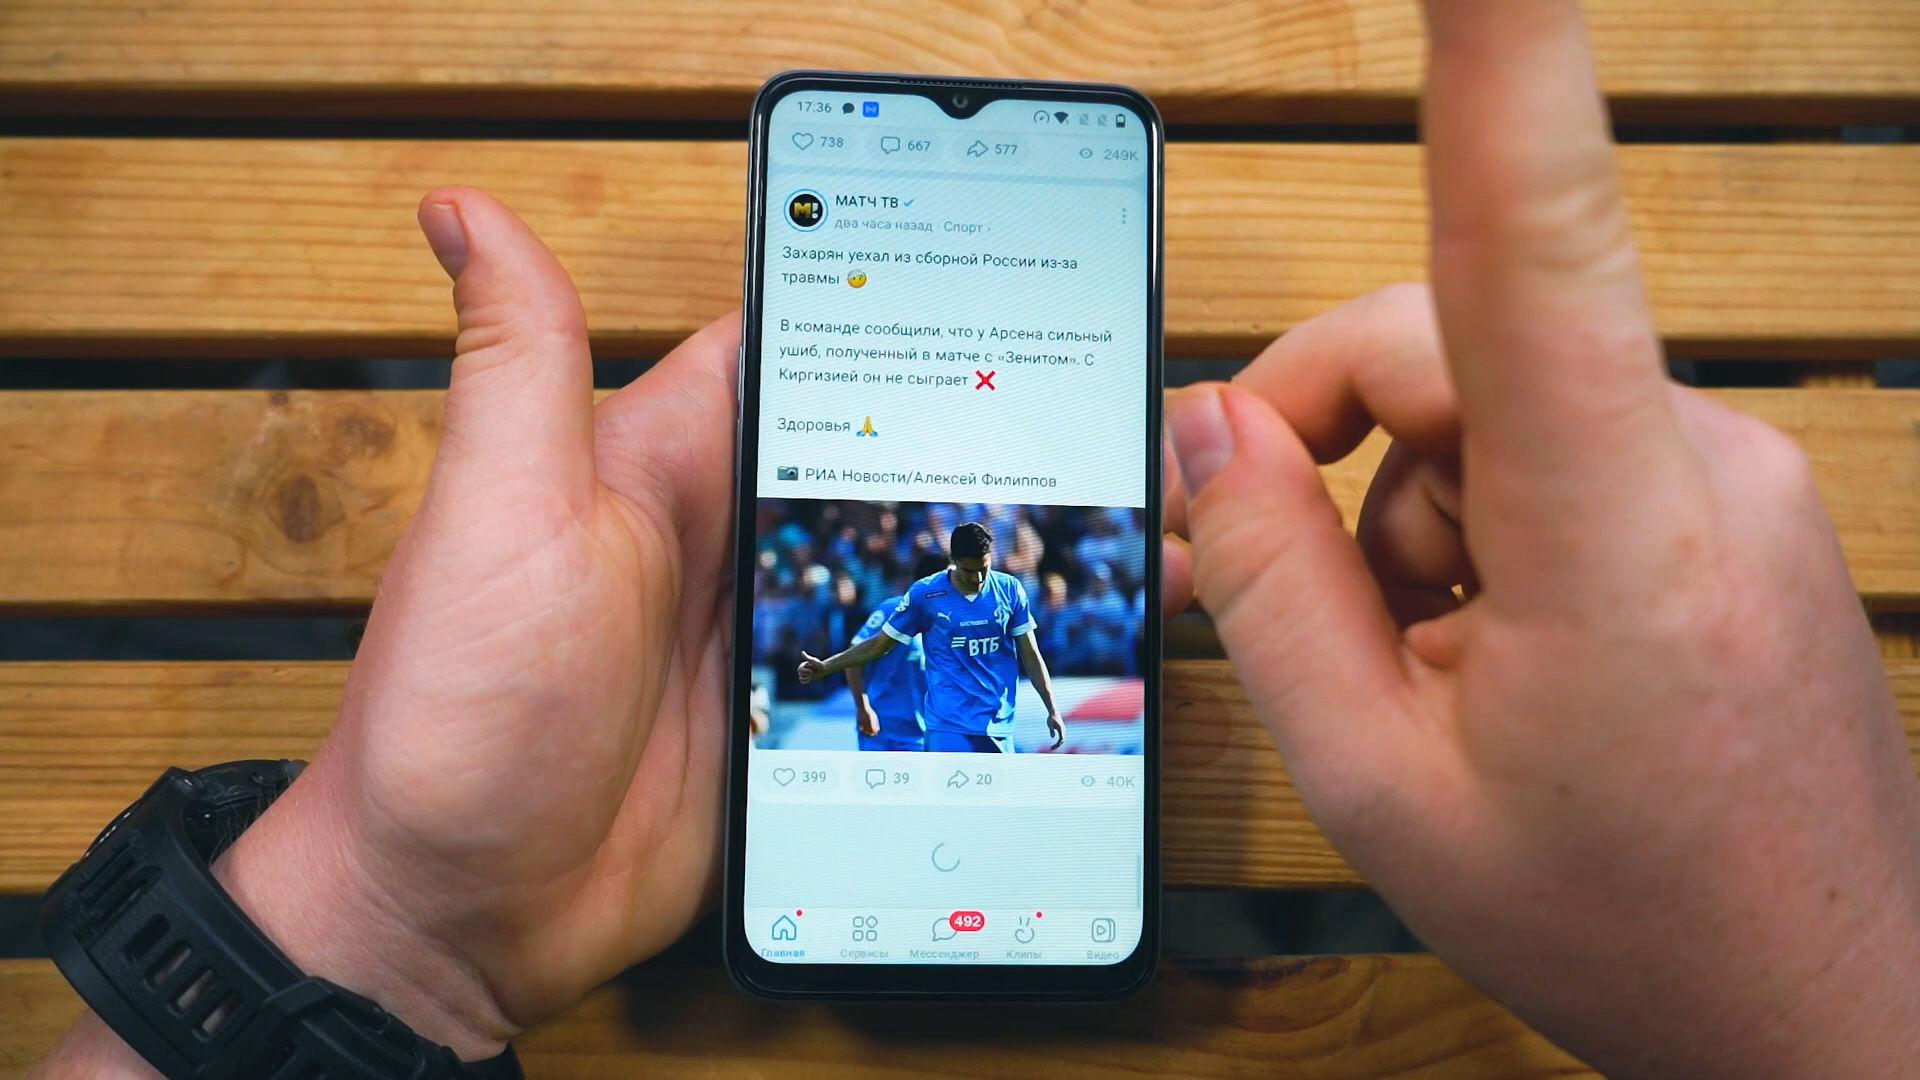 17:36
738 667 577 249K
МАТЧ ТВ
два часа назад · Спорт ›
Захарян уехал из сборной России из-за
травмы 🤕
В команде сообщили, что у Арсена сильный
ушиб, полученный в матче с «Зенитом». С
Киргизией он не сыграет ❌
Здоровья 🙏
📷 РИА Новости/Алексей Филиппов
ВТБ
399 39 20 40K
492
Главная Сервисы Мессенджер Клипы Видео